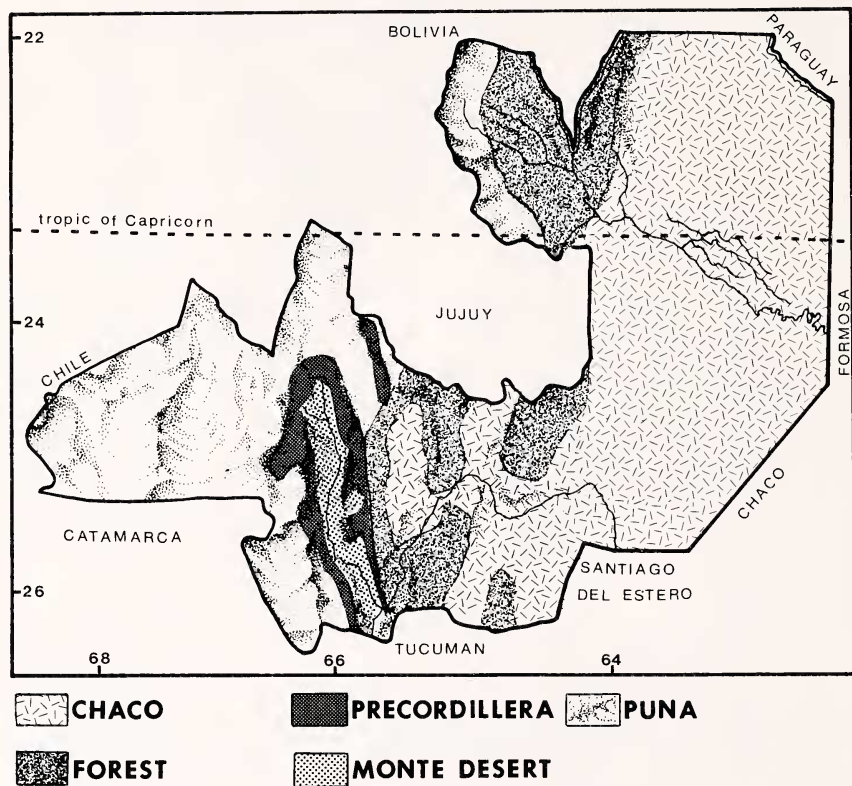 BOLIVIA
PARAGUAY
22
tropic of Capricorn
JUJUY
24
CHILE
FORMOSA
CHACO
CATAMARCA
SANTIAGO
DEL ESTERO
26
TUCUMAN
68
66
64
CHACO
PRECORDILLERA
PUNA
FOREST
MONTE DESERT